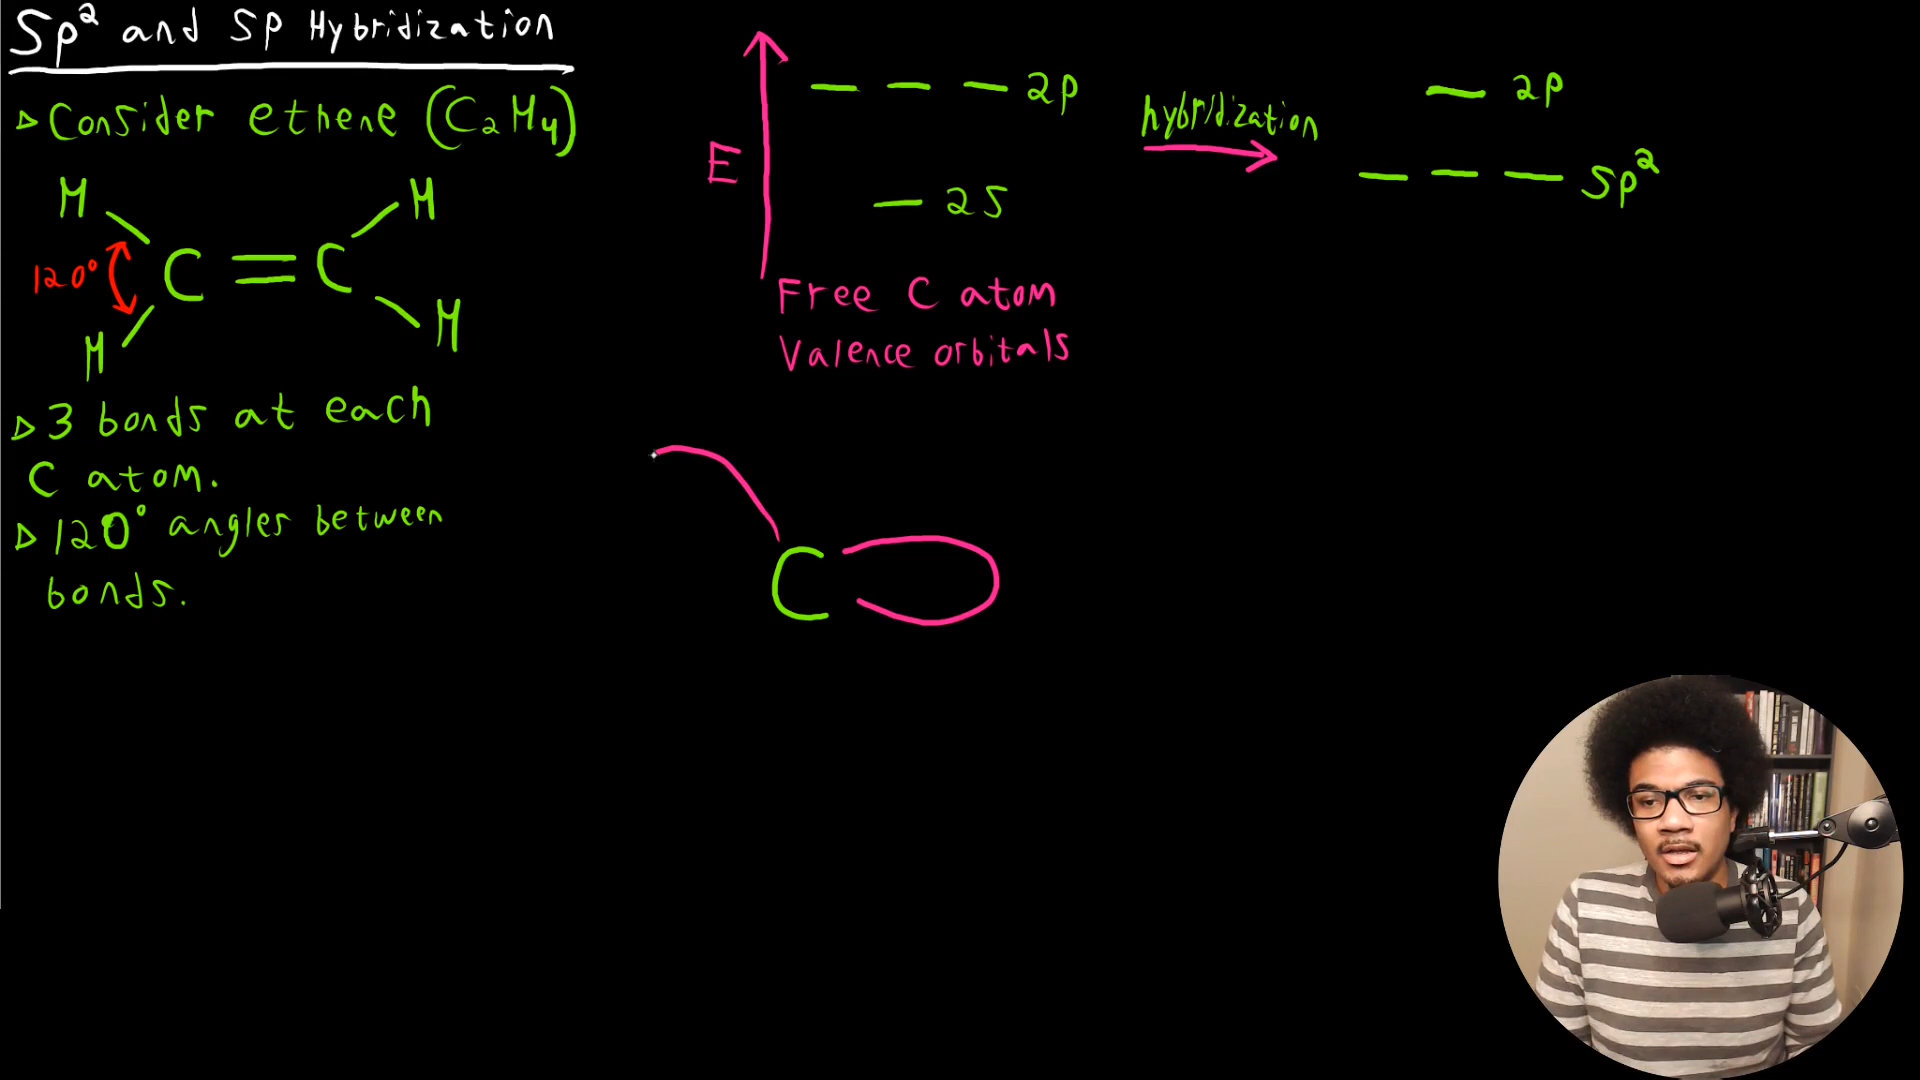 Sp² and Sp Hybridization
▷ Consider ethene (C₂H₄)
H H
120° C = C
H H
▷ 3 bonds at each
C atom.
▷ 120° angles between
bonds.
E
2p
2s
Free C atom
Valence orbitals
hybridization
2p
Sp²
C